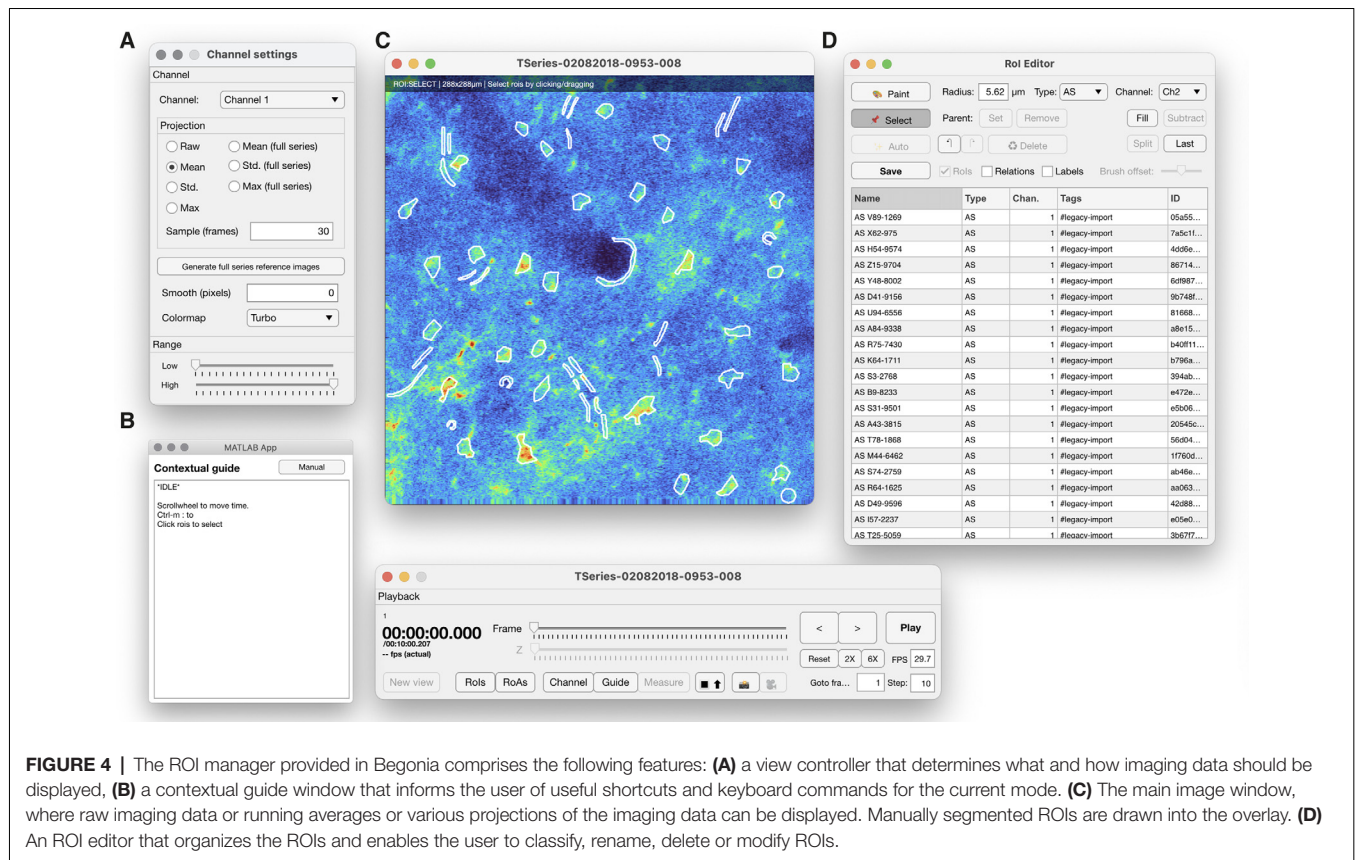 A
Channel settings
Channel
Channel: Channel 1
Projection
Raw Mean (full series)
Mean Std. (full series)
Std. Max (full series)
Max
Sample (frames) 30
Generate full series reference images
Smooth (pixels) 0
Colormap Turbo
Range
Low
High
B
MATLAB App
Contextual guide Manual
*IDLE*
Scrollwheel to move time.
Ctrl-m : to
Click rois to select
C
TSeries-02082018-0953-008
ROI:SELECT | 288x288µm | Select rois by clicking/dragging
TSeries-02082018-0953-008
Playback
1
00:00:00.000
/00:10:00.207
-- fps (actual)
Frame
Z
< > Play
Reset 2X 6X FPS 29.7
New view RoIs RoAs Channel Guide Measure Goto fra... 1 Step: 10
D
RoI Editor
Paint Radius: 5.62 µm Type: AS Channel: Ch2
Select Parent: Set Remove Fill Subtract
Auto Delete Split Last
Save RoIs Relations Labels Brush offset:
Name Type Chan. Tags ID
AS V89-1269 AS 1 #legacy-import 05a55...
AS X62-975 AS 1 #legacy-import 7a5c1f...
AS H54-9574 AS 1 #legacy-import 4dd6e...
AS Z15-9704 AS 1 #legacy-import 86714...
AS Y48-8002 AS 1 #legacy-import 6df987...
AS D41-9156 AS 1 #legacy-import 9b748f...
AS U94-6556 AS 1 #legacy-import 81668...
AS A84-9338 AS 1 #legacy-import a8e15...
AS R75-7430 AS 1 #legacy-import b40ff11...
AS K64-1711 AS 1 #legacy-import b796a...
AS S3-2768 AS 1 #legacy-import 394ab...
AS B9-8233 AS 1 #legacy-import e472e...
AS S31-9501 AS 1 #legacy-import e5b06...
AS A43-3815 AS 1 #legacy-import 20545c...
AS T78-1868 AS 1 #legacy-import 56d04...
AS M44-6462 AS 1 #legacy-import 1f760d...
AS S74-2759 AS 1 #legacy-import ab46e...
AS R64-1625 AS 1 #legacy-import aa063...
AS D49-9596 AS 1 #legacy-import 42d88...
AS I57-2237 AS 1 #legacy-import e05e0...
AS T25-5059 AS 1 #legacy-import 3b67f7...
FIGURE 4 | The ROI manager provided in Begonia comprises the following features: (A) a view controller that determines what and how imaging data should be
displayed, (B) a contextual guide window that informs the user of useful shortcuts and keyboard commands for the current mode. (C) The main image window,
where raw imaging data or running averages or various projections of the imaging data can be displayed. Manually segmented ROIs are drawn into the overlay. (D)
An ROI editor that organizes the ROIs and enables the user to classify, rename, delete or modify ROIs.